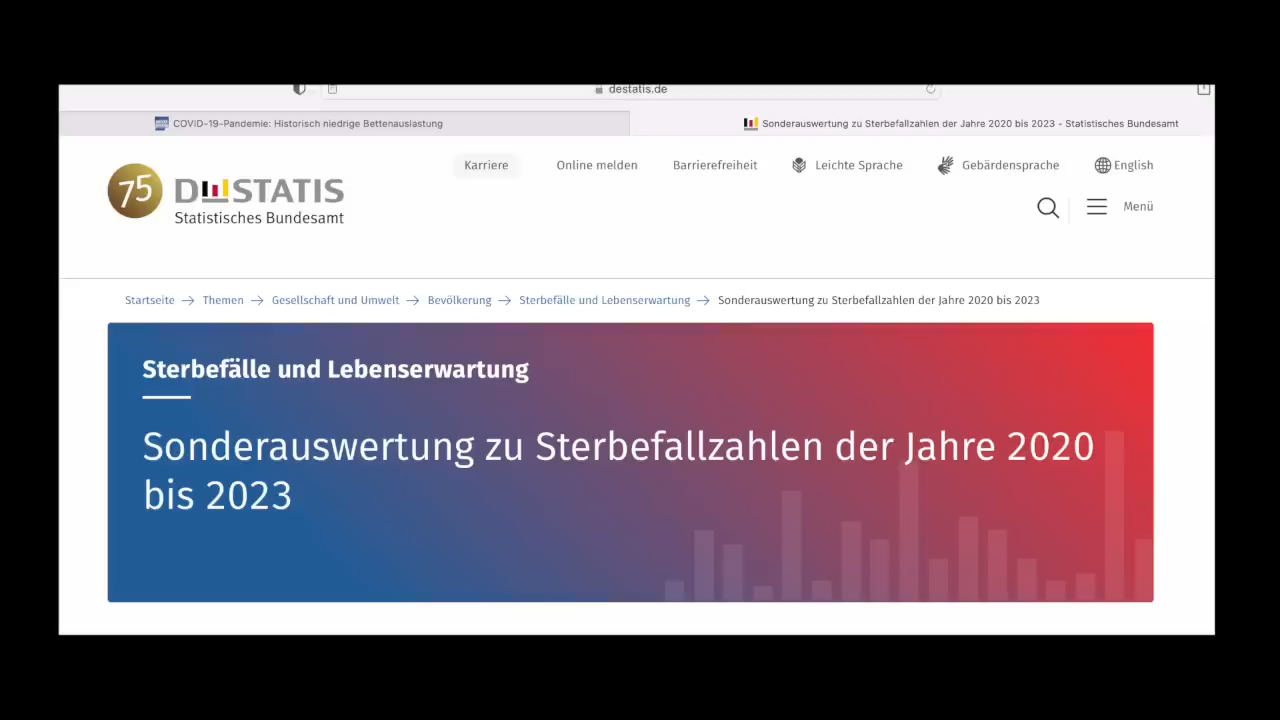 destatis.de
COVID-19-Pandemie: Historisch niedrige Bettenauslastung
Sonderauswertung zu Sterbefallzahlen der Jahre 2020 bis 2023 - Statistisches Bundesamt
Karriere
Online melden
Barrierefreiheit
Leichte Sprache
Gebärdensprache
English
75
DESTATIS
Statistisches Bundesamt
Menü
Startseite → Themen → Gesellschaft und Umwelt → Bevölkerung → Sterbefälle und Lebenserwartung → Sonderauswertung zu Sterbefallzahlen der Jahre 2020 bis 2023
Sterbefälle und Lebenserwartung
Sonderauswertung zu Sterbefallzahlen der Jahre 2020
bis 2023